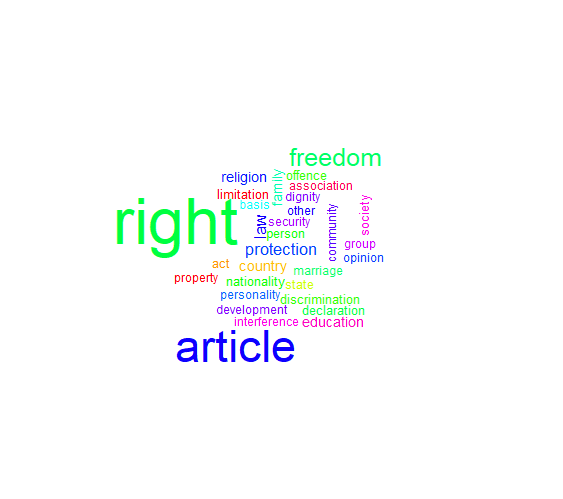 freedom
religion
family
offence
association
limitation
dignity
basis
other
right
law
security
person
community
society
protection
group
opinion
act
country
marriage
property
nationality
state
personality
discrimination
development
declaration
interference
education
article